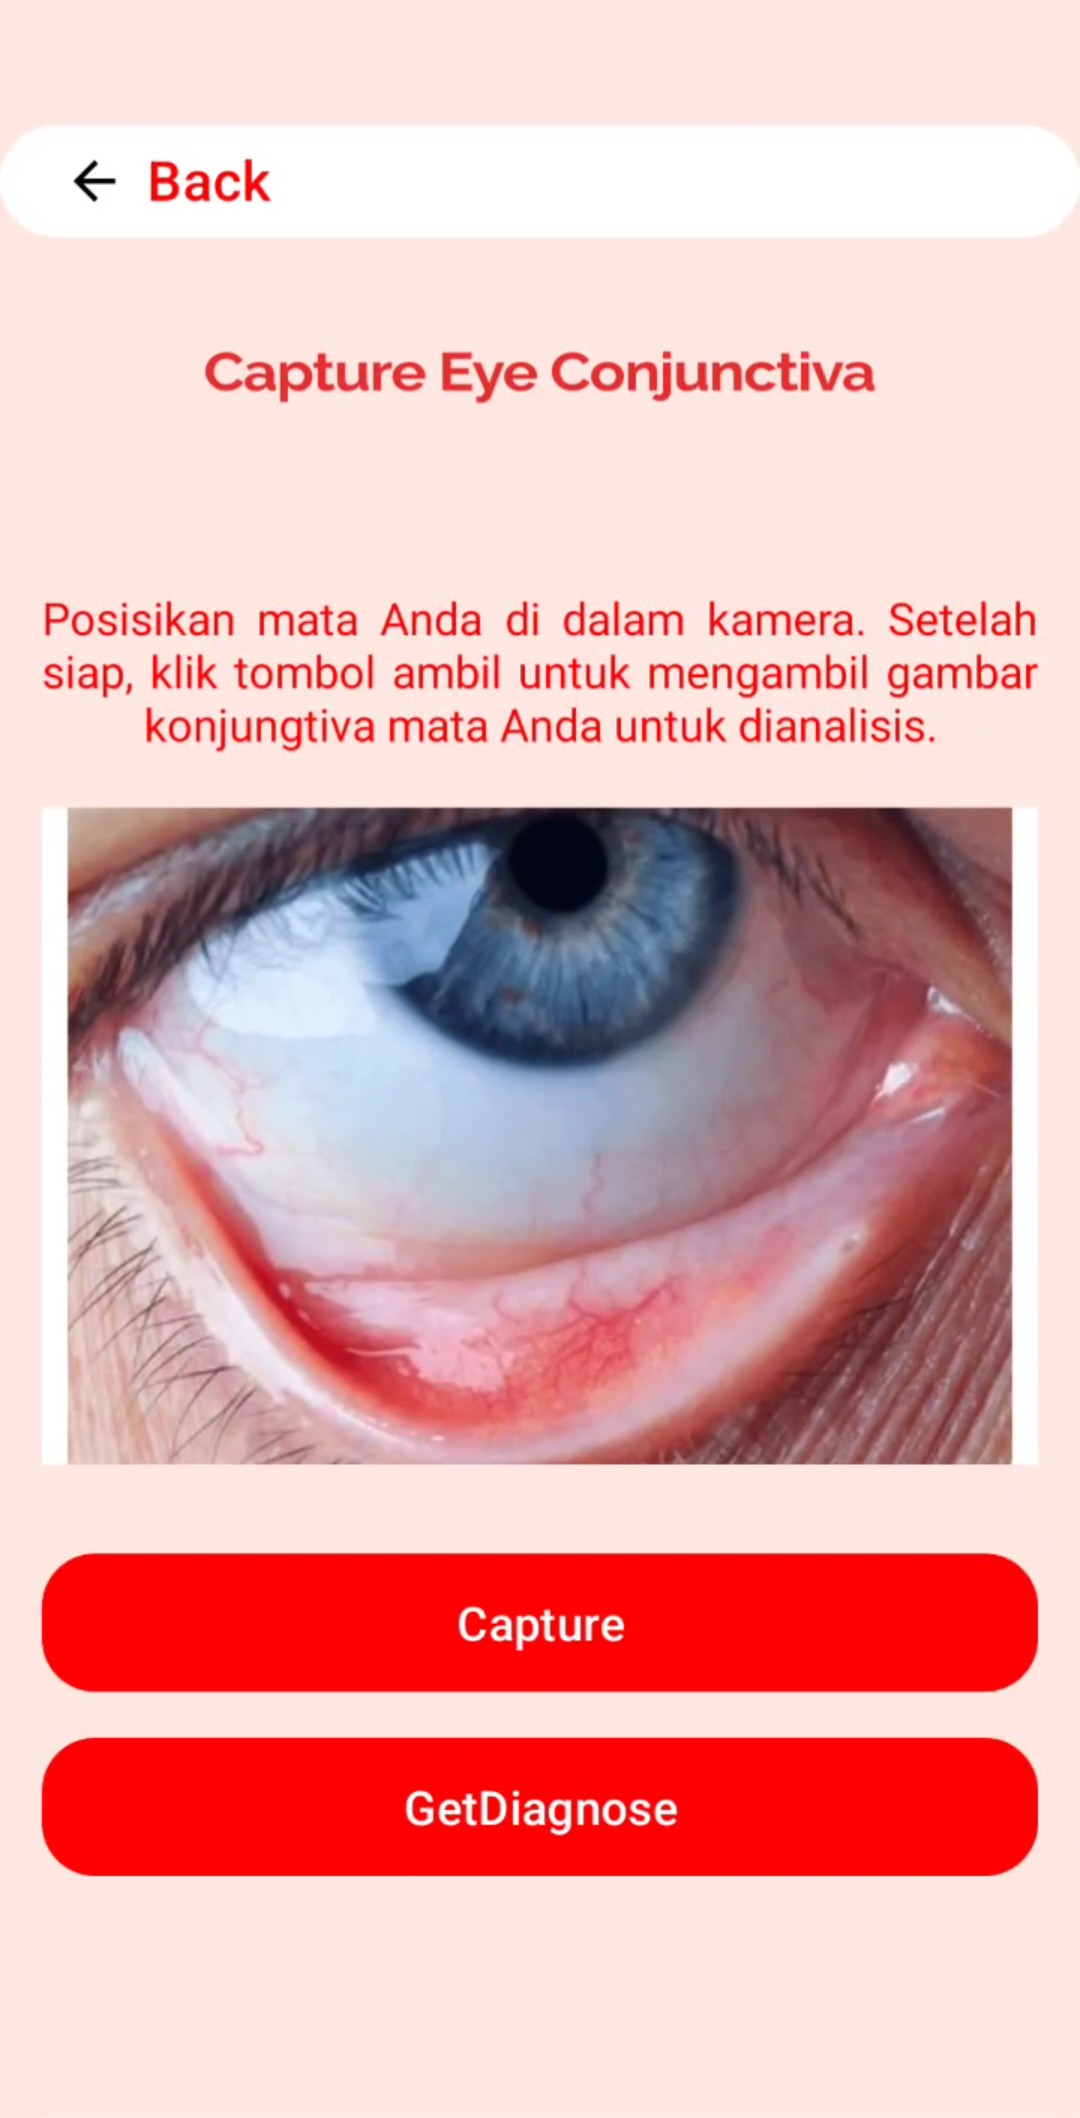 Back
Capture Eye Conjunctiva
Posisikan mata Anda di dalam kamera. Setelah
siap, klik tombol ambil untuk mengambil gambar
konjungtiva mata Anda untuk dianalisis.
Capture
GetDiagnose